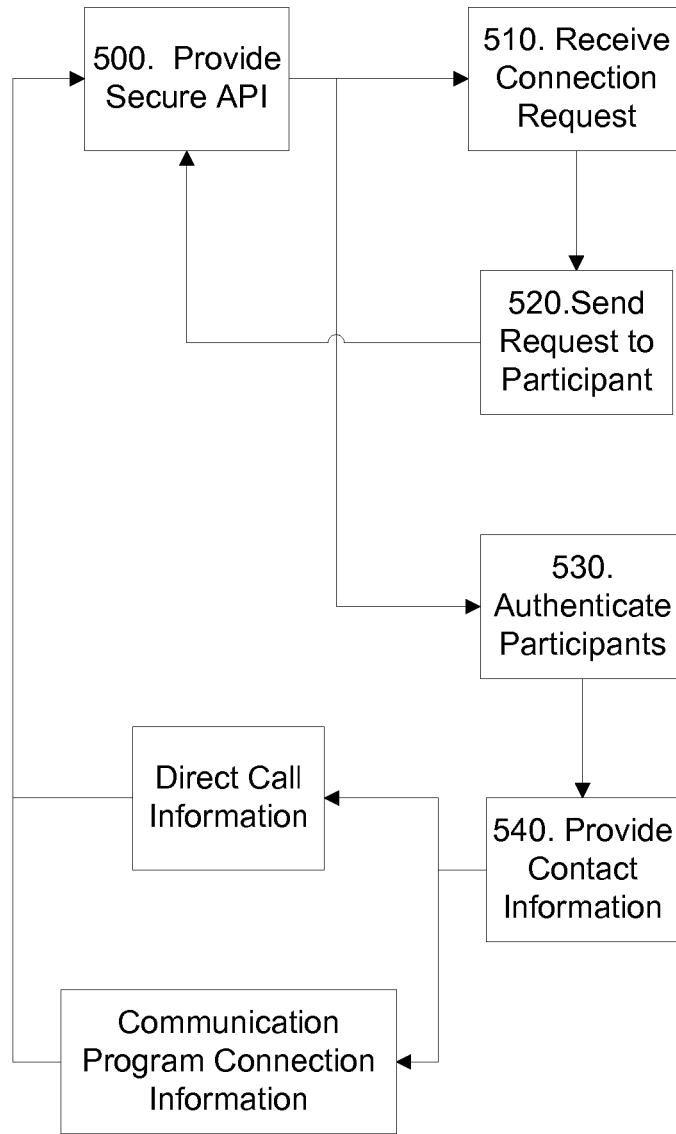 500. Provide
Secure API
510. Receive
Connection
Request
520.Send
Request to
Participant
530.
Authenticate
Participants
Direct Call
Information
540. Provide
Contact
Information
Communication
Program Connection
Information